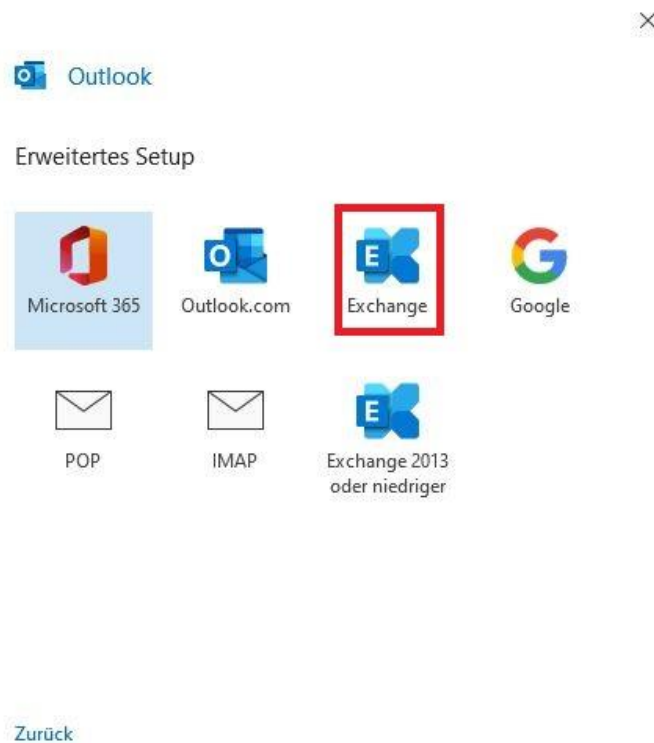 Outlook
Erweitertes Setup
Microsoft 365
Outlook.com
Exchange
Google
POP
IMAP
Exchange 2013
oder niedriger
Zurück